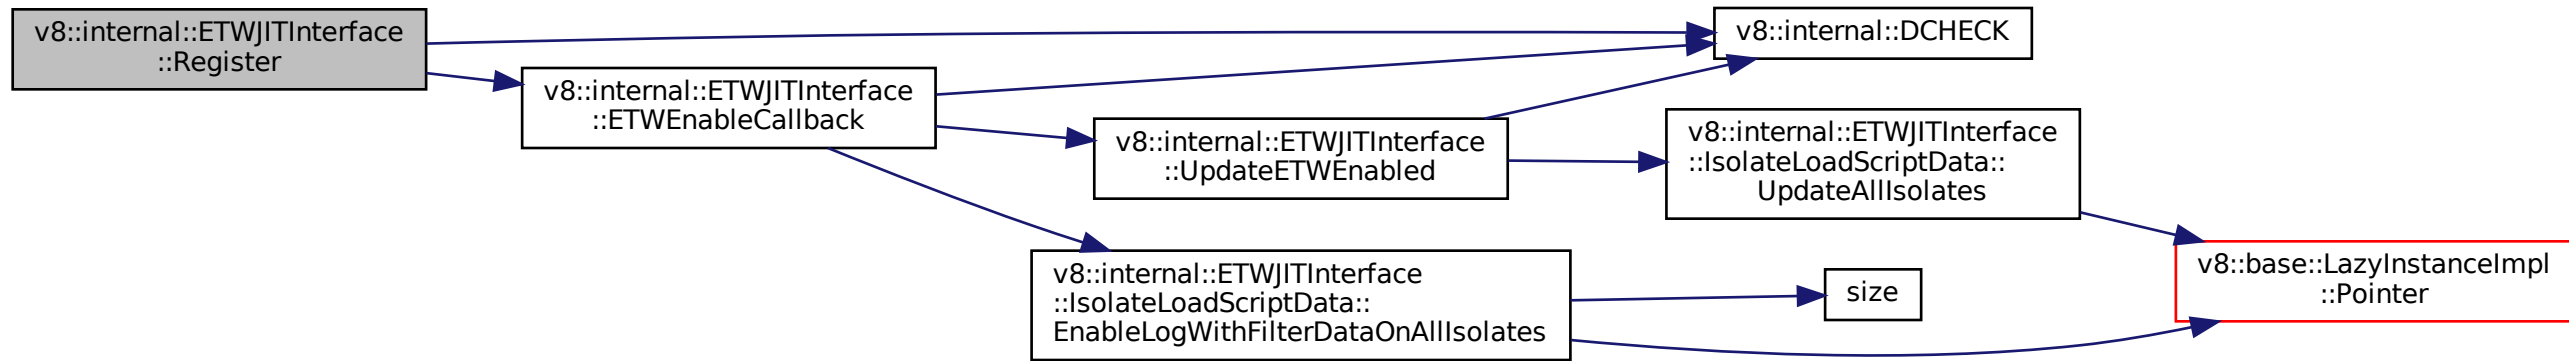 v8::internal::ETWJITInterface
::Register
v8::internal::ETWJITInterface
::ETWEnableCallback
v8::internal::DCHECK
v8::internal::ETWJITInterface
::UpdateETWEnabled
v8::internal::ETWJITInterface
::IsolateLoadScriptData::
UpdateAllIsolates
v8::internal::ETWJITInterface
::IsolateLoadScriptData::
EnableLogWithFilterDataOnAllIsolates
size
v8::base::LazyInstanceImpl
::Pointer